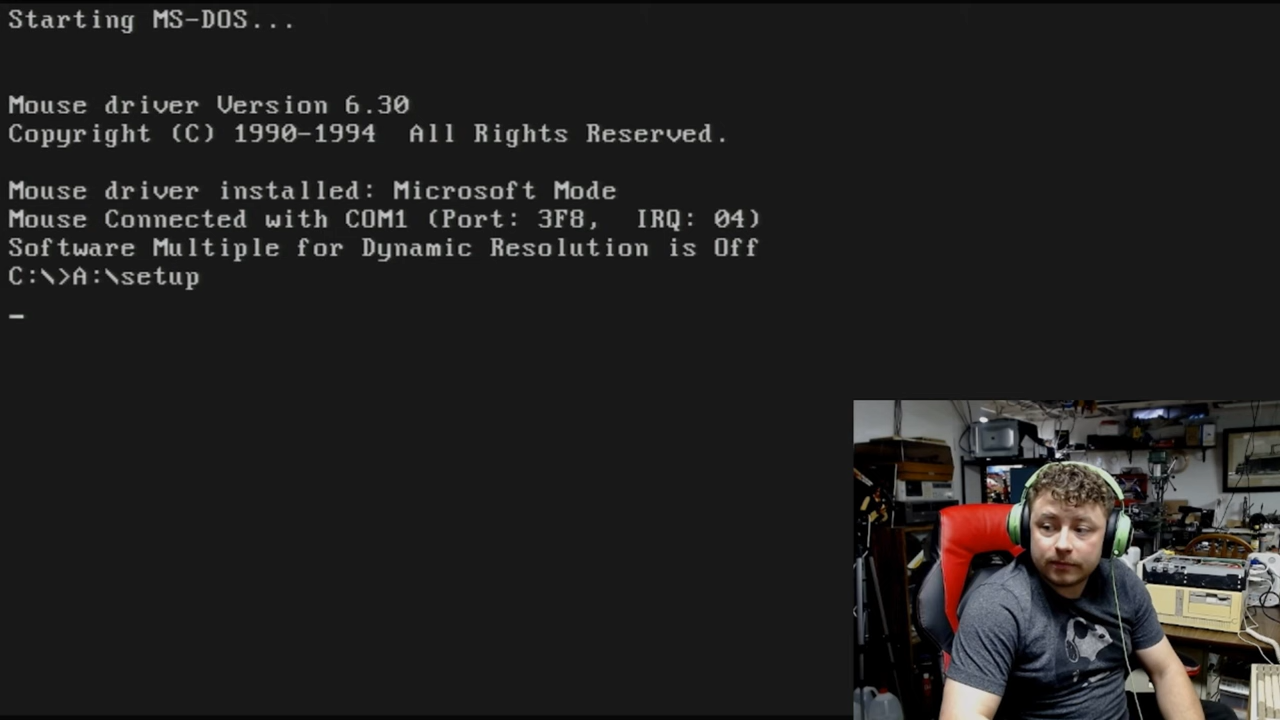 Starting MS-DOS...
Mouse driver Version 6.30
Copyright (C) 1990-1994  All Rights Reserved.
Mouse driver installed: Microsoft Mode
Mouse Connected with COM1 (Port: 3F8,  IRQ: 04)
Software Multiple for Dynamic Resolution is Off
C:\>A:\setup